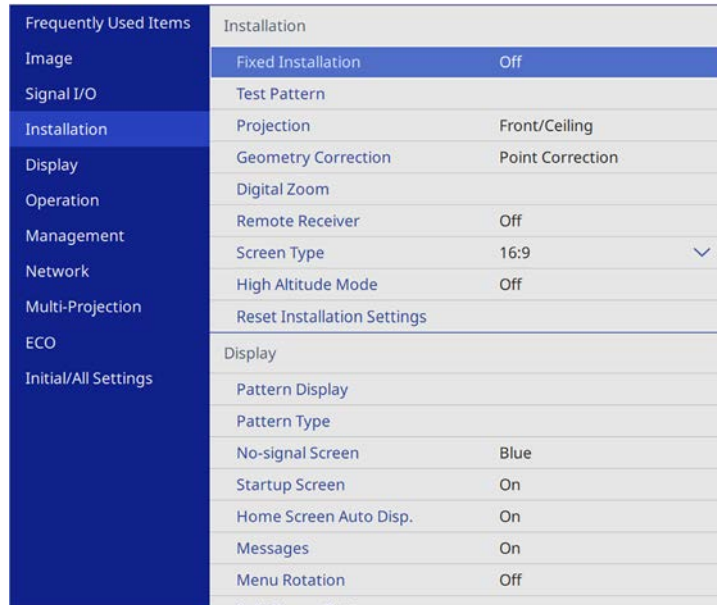 Frequently Used Items
Image
Signal I/O
Installation
Display
Operation
Management
Network
Multi-Projection
ECO
Initial/All Settings
Installation
Fixed Installation Off
Test Pattern
Projection Front/Ceiling
Geometry Correction Point Correction
Digital Zoom
Remote Receiver Off
Screen Type 16:9
High Altitude Mode Off
Reset Installation Settings
Display
Pattern Display
Pattern Type
No-signal Screen Blue
Startup Screen On
Home Screen Auto Disp. On
Messages On
Menu Rotation Off